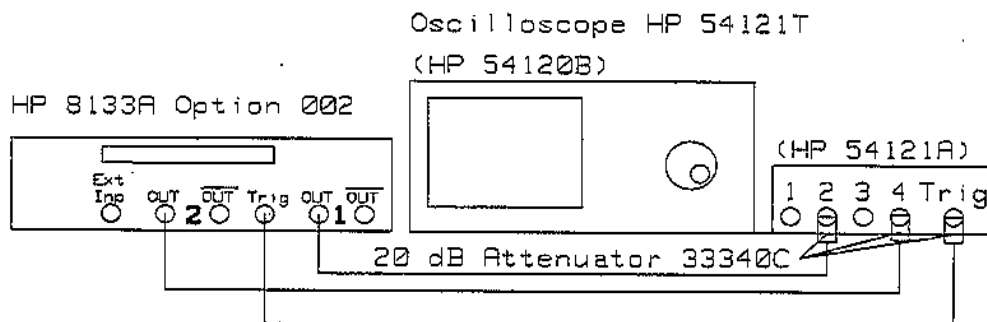 Oscilloscope HP 54121T
(HP 54120B)
HP 8133A Option 002
(HP 54121A)
Ext
Inp OUT 2 OUT Trig OUT 1 OUT
1 2 3 4 Trig
20 dB Attenuator 33340C